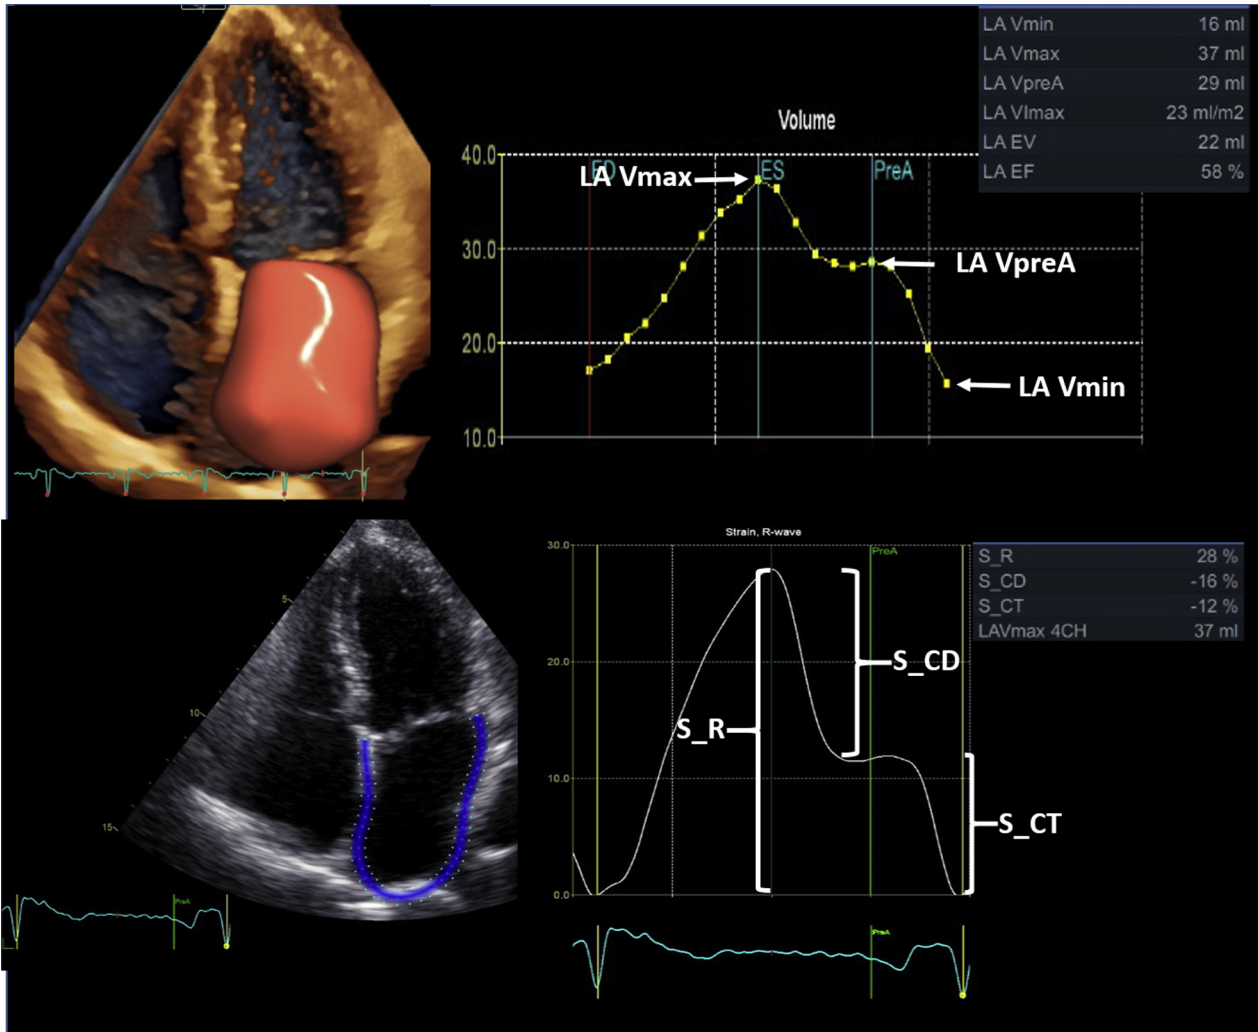 LA Vmin 16 ml
LA Vmax 37 ml
LA VpreA 29 ml
LA VImax 23 ml/m2
LA EV 22 ml
LA EF 58 %
Volume
40.0
30.0
20.0
10.0
ED
ES
PreA
LA Vmax
LA VpreA
LA Vmin
5
10
15
PreA
Strain, R-wave
30.0
20.0
10.0
0.0
PreA
S_R
S_CD
S_CT
PreA
S_R 28 %
S_CD -16 %
S_CT -12 %
LAVmax 4CH 37 ml